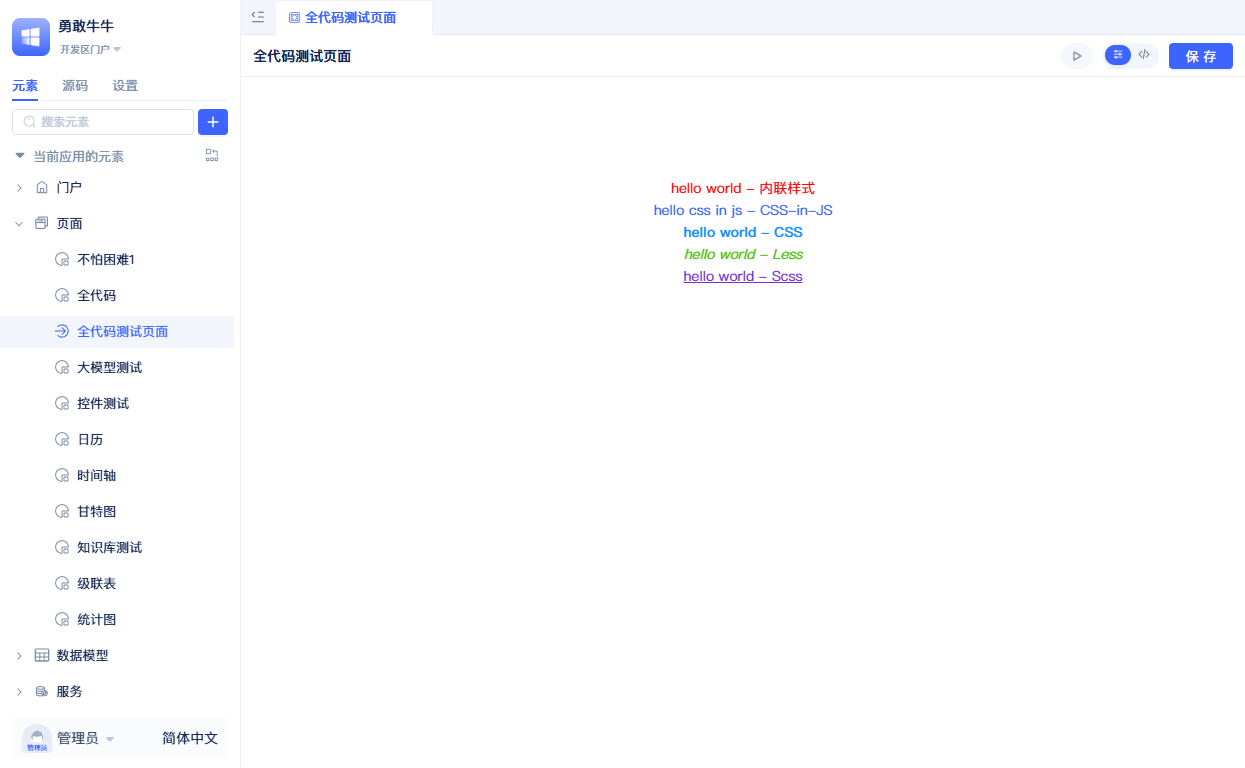 勇敢牛牛
开发区门户
元素 源码 设置
搜索元素
当前应用的元素
门户
页面
不怕困难1
全代码
全代码测试页面
大模型测试
控件测试
日历
时间轴
甘特图
知识库测试
级联表
统计图
数据模型
服务
管理员
管理员 简体中文
全代码测试页面
全代码测试页面
保存
hello world - 内联样式
hello css in js - CSS-in-JS
hello world - CSS
hello world - Less
hello world - Scss